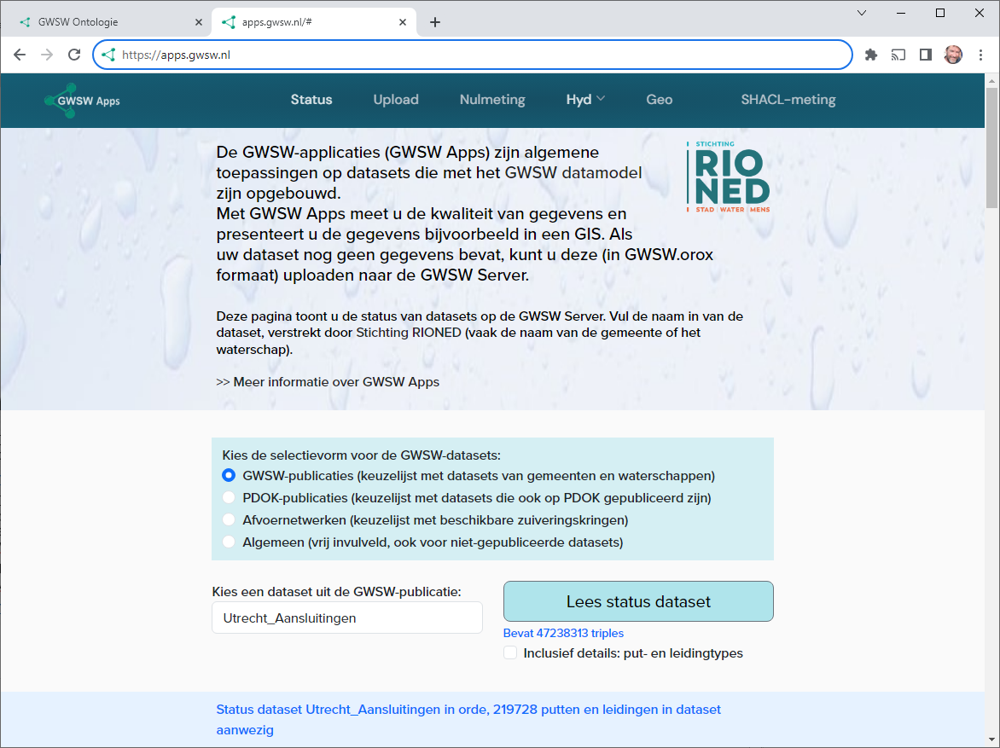 GWSW Ontologie
apps.gwsw.nl/#
https://apps.gwsw.nl
GWSW Apps
Status
Upload
Nulmeting
Hyd
Geo
SHACL-meting
De GWSW-applicaties (GWSW Apps) zijn algemene
toepassingen op datasets die met het GWSW datamodel
zijn opgebouwd.
Met GWSW Apps meet u de kwaliteit van gegevens en
presenteert u de gegevens bijvoorbeeld in een GIS. Als
uw dataset nog geen gegevens bevat, kunt u deze (in GWSW.orox
formaat) uploaden naar de GWSW Server.
STICHTING
RIO
NED
STAD | WATER | MENS
Deze pagina toont u de status van datasets op de GWSW Server. Vul de naam in van de
dataset, verstrekt door Stichting RIONED (vaak de naam van de gemeente of het
waterschap).
>> Meer informatie over GWSW Apps
Kies de selectievorm voor de GWSW-datasets:
GWSW-publicaties (keuzelijst met datasets van gemeenten en waterschappen)
PDOK-publicaties (keuzelijst met datasets die ook op PDOK gepubliceerd zijn)
Afvoernetwerken (keuzelijst met beschikbare zuiveringskringen)
Algemeen (vrij invulveld, ook voor niet-gepubliceerde datasets)
Kies een dataset uit de GWSW-publicatie:
Utrecht_Aansluitingen
Lees status dataset
Bevat 47238313 triples
Inclusief details: put- en leidingtypes
Status dataset Utrecht_Aansluitingen in orde, 219728 putten en leidingen in dataset
aanwezig